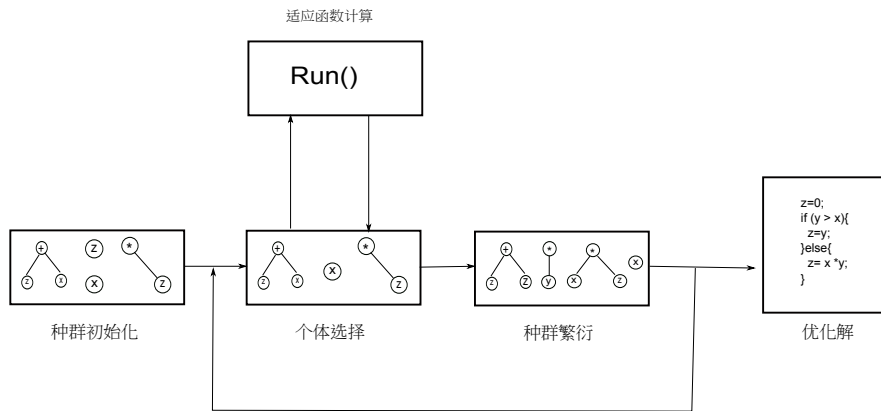 适应函数计算
Run()
+
z
x
z
x
*
z
+
z
x
x
*
z
+
z
z
*
y
*
x
z
x
z=0;
if (y > x){
z=y;
}else{
z= x *y;
}
种群初始化
个体选择
种群繁衍
优化解